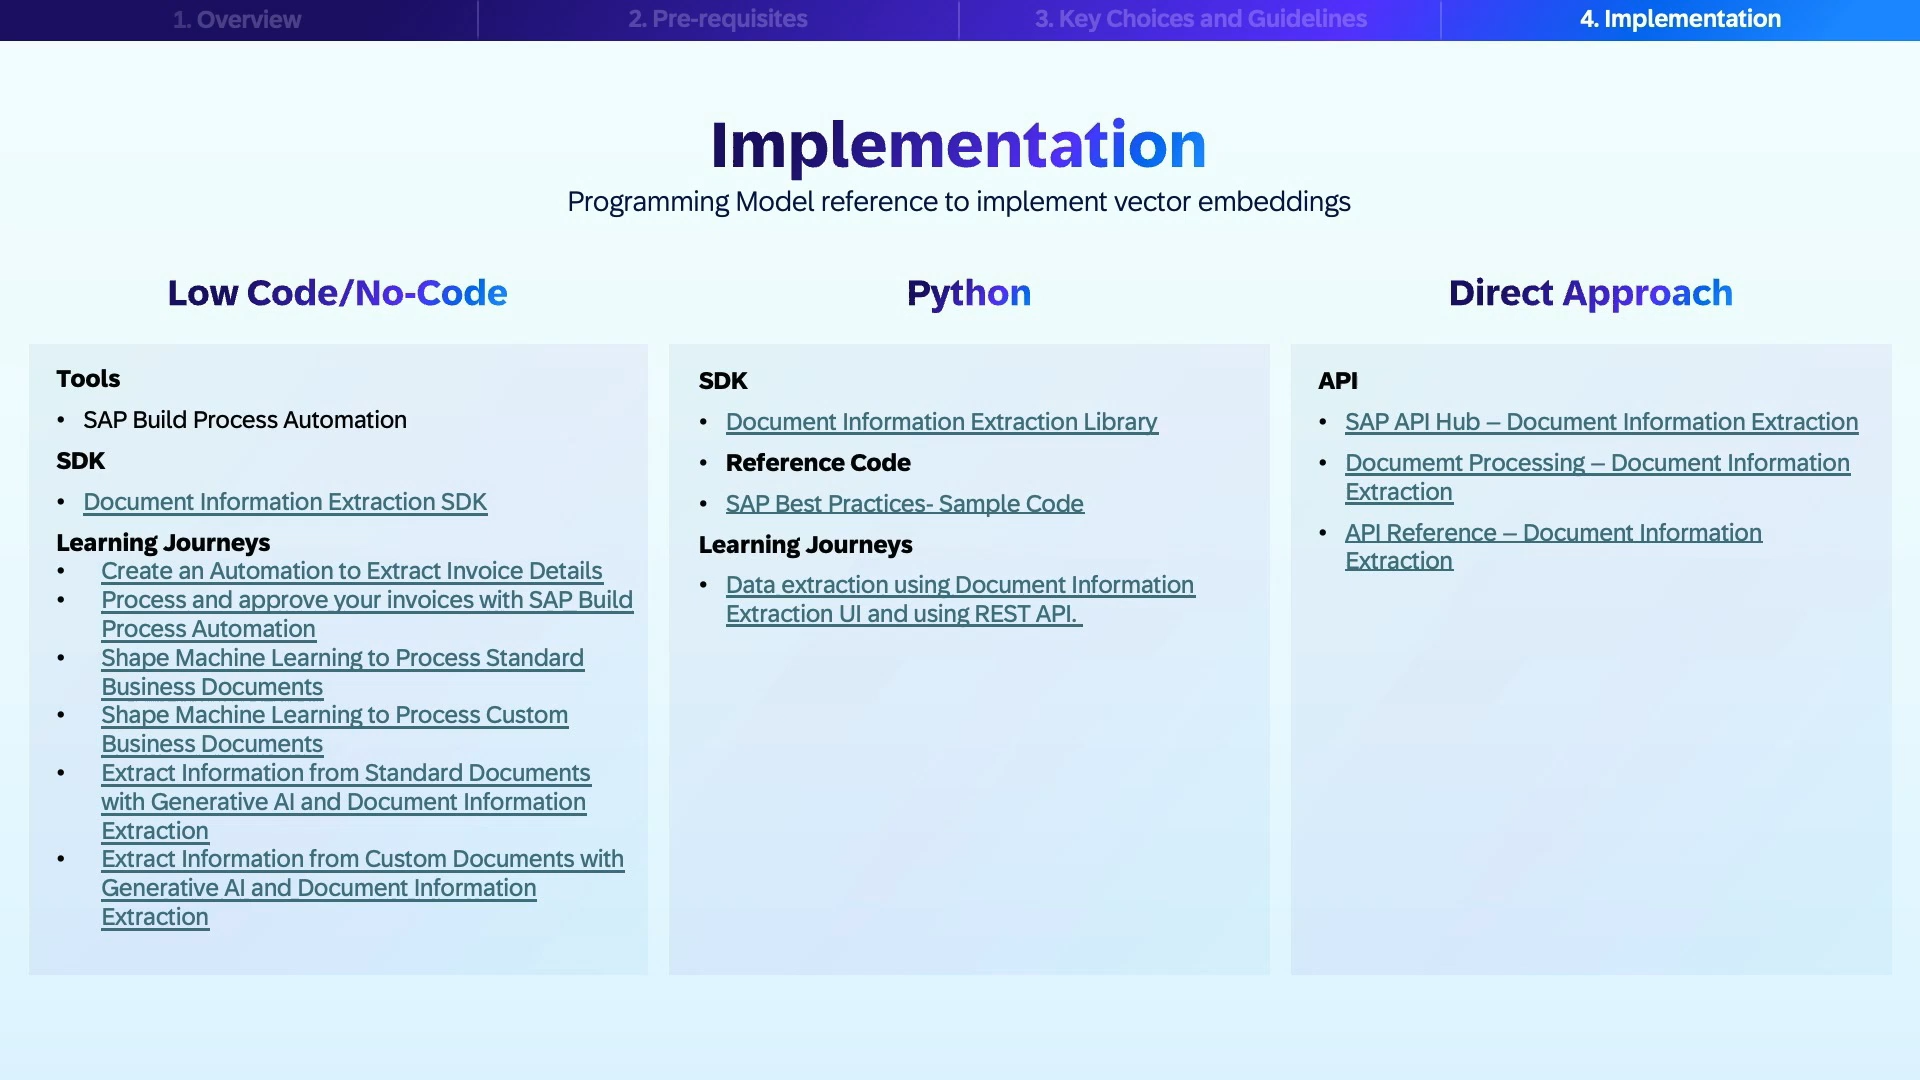 1. Overview
2. Pre-requisites
3. Key Choices and Guidelines
4. Implementation
Implementation
Programming Model reference to implement vector embeddings
Low Code/No-Code
Tools
• SAP Build Process Automation
SDK
• Document Information Extraction SDK
Learning Journeys
• Create an Automation to Extract Invoice Details
• Process and approve your invoices with SAP Build
Process Automation
• Shape Machine Learning to Process Standard
Business Documents
• Shape Machine Learning to Process Custom
Business Documents
• Extract Information from Standard Documents
with Generative AI and Document Information
Extraction
• Extract Information from Custom Documents with
Generative AI and Document Information
Extraction
Python
SDK
• Document Information Extraction Library
• Reference Code
• SAP Best Practices- Sample Code
Learning Journeys
• Data extraction using Document Information
Extraction UI and using REST API.
Direct Approach
API
• SAP API Hub – Document Information Extraction
• Documemt Processing – Document Information
Extraction
• API Reference – Document Information
Extraction